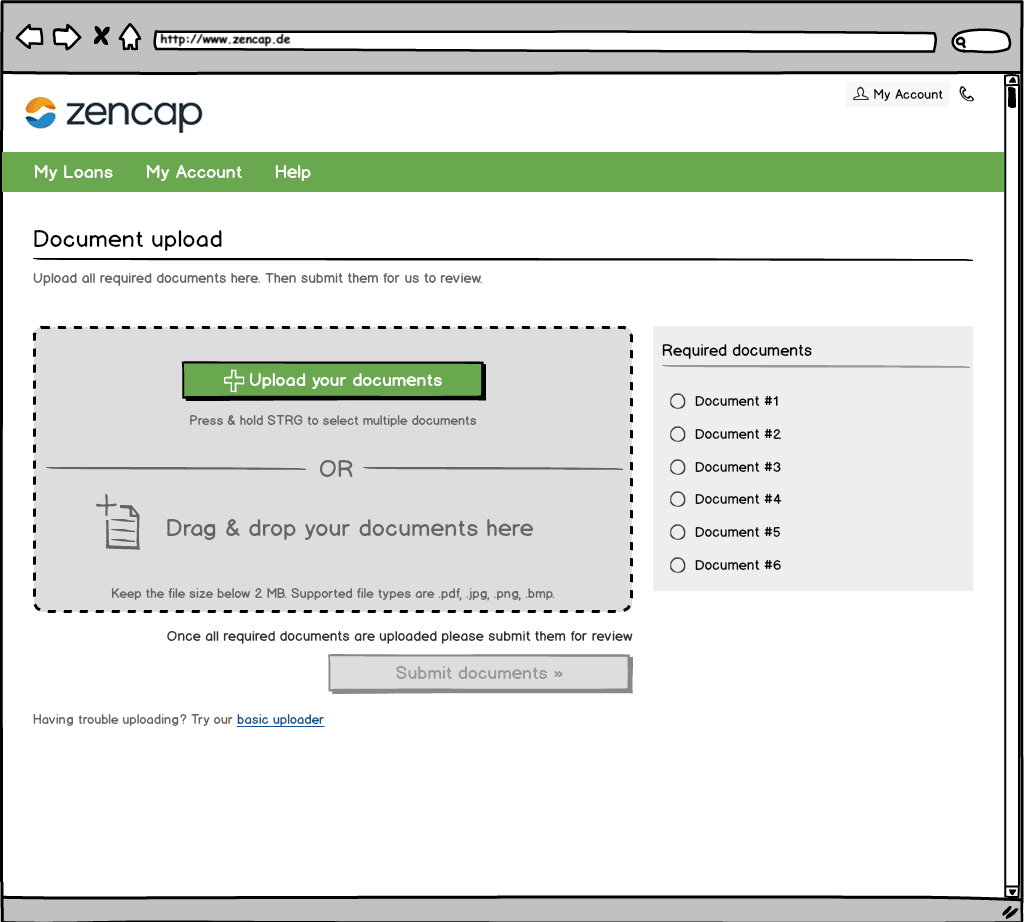 http://www.zencap.de
zencap
My Account
My Loans My Account Help
Document upload
Upload all required documents here. Then submit them for us to review.
Upload your documents
Press & hold STRG to select multiple documents
OR
Drag & drop your documents here
Keep the file size below 2 MB. Supported file types are .pdf, .jpg, .png, .bmp.
Required documents
Document #1
Document #2
Document #3
Document #4
Document #5
Document #6
Once all required documents are uploaded please submit them for review
Submit documents »
Having trouble uploading? Try our basic uploader